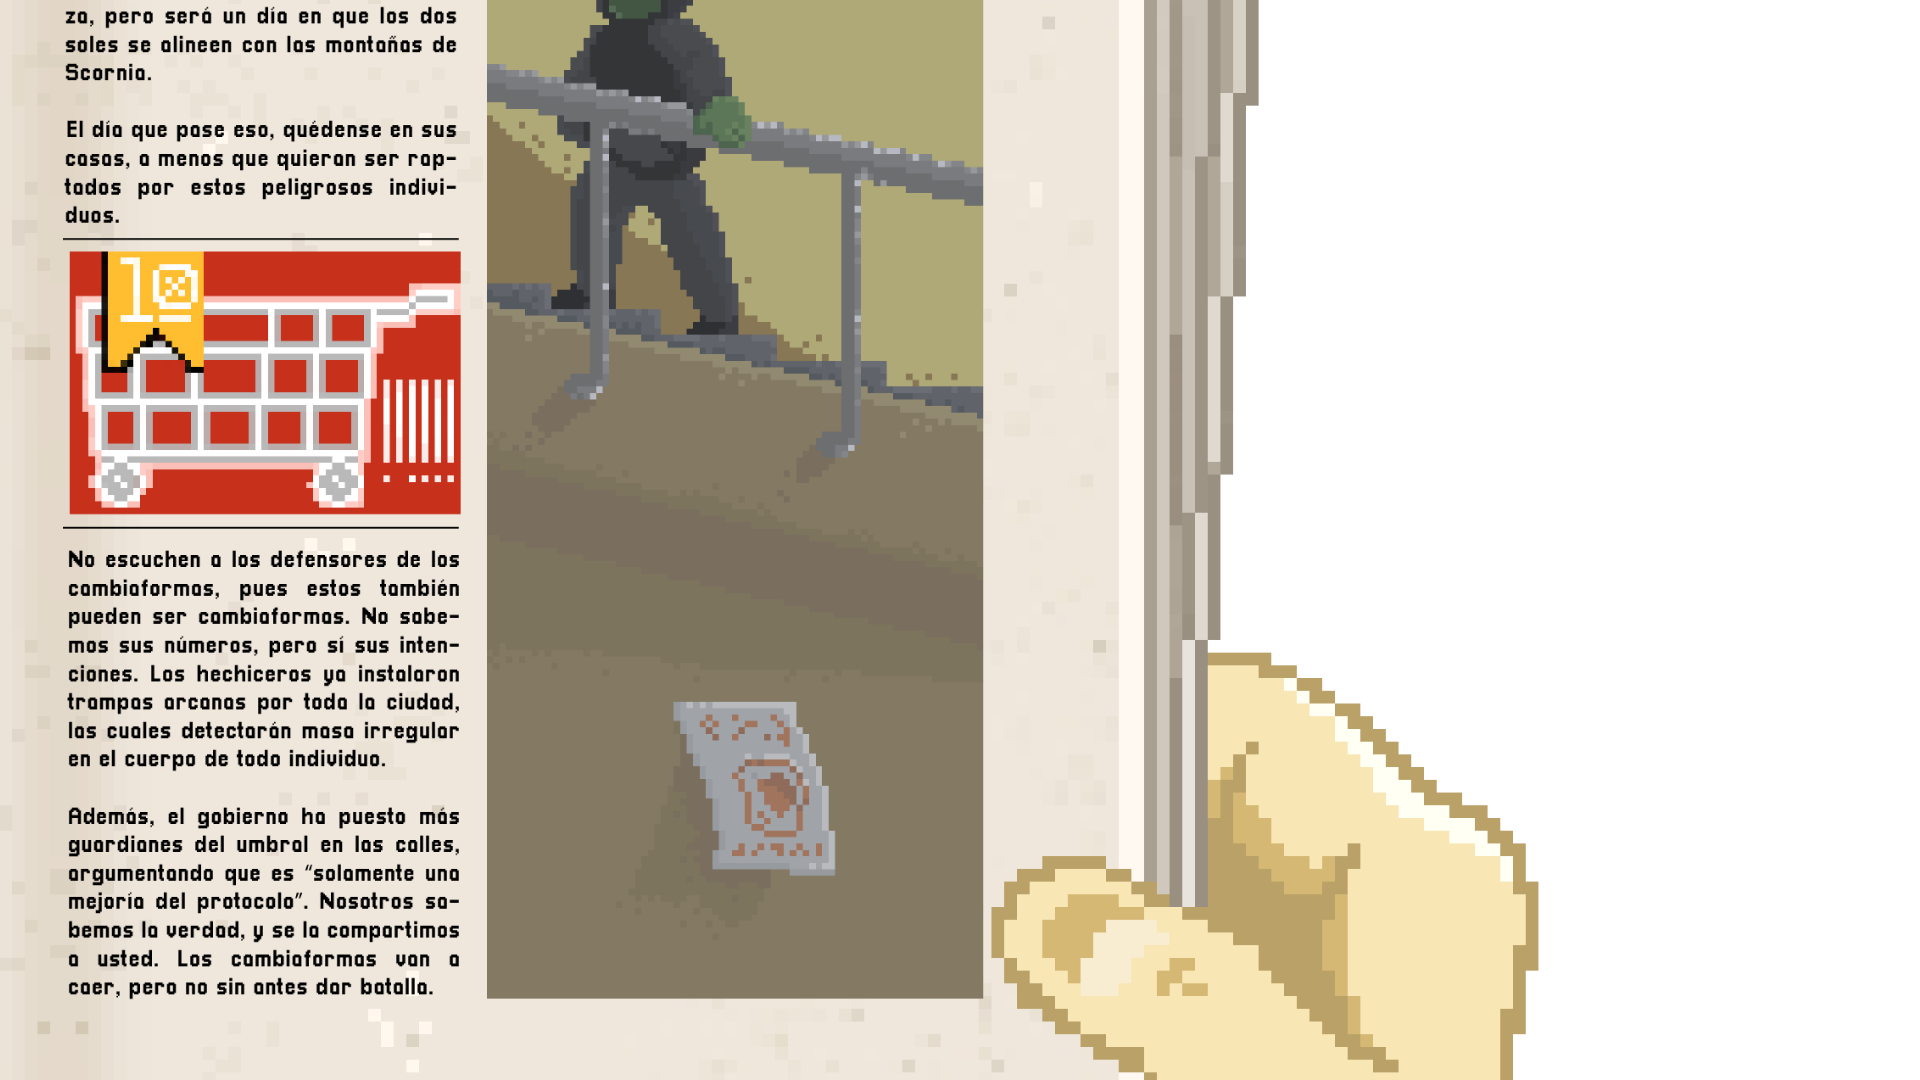 za, pero será un día en que los dos
soles se alineen con las montañas de
Scornia.
El día que pase eso, quédense en sus
casas, a menos que quieran ser rap-
tados por estos peligrosos indivi-
duos.
10
No escuchen a los defensores de los
cambiaformas, pues estos también
pueden ser cambiaformas. No sabe-
mos sus números, pero sí sus inten-
ciones. Los hechiceros ya instalaron
trampas arcanas por toda la ciudad,
las cuales detectarán masa irregular
en el cuerpo de todo individuo.
Además, el gobierno ha puesto más
guardianes del umbral en las calles,
argumentando que es "solamente una
mejoría del protocolo". Nosotros sa-
bemos la verdad, y se la compartimos
a usted. Los cambiaformas van a
caer, pero no sin antes dar batalla.